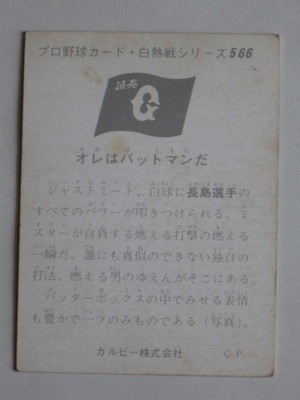 プロ野球カード・白熱戦シリーズ566
読売
G
オレはバットマンだ
ジャストミート、白球に長島選手の
すべてのパワーが叩きつけられる。ミ
スターが自負する燃える打撃の燃える
一瞬だ。誰にも真似のできない独自の
打法、燃える男のゆえんがそこにある。
バッターボックスの中でみせる表情
も豊かで一つのみものである（写真）。
カルビー株式会社 C.P.